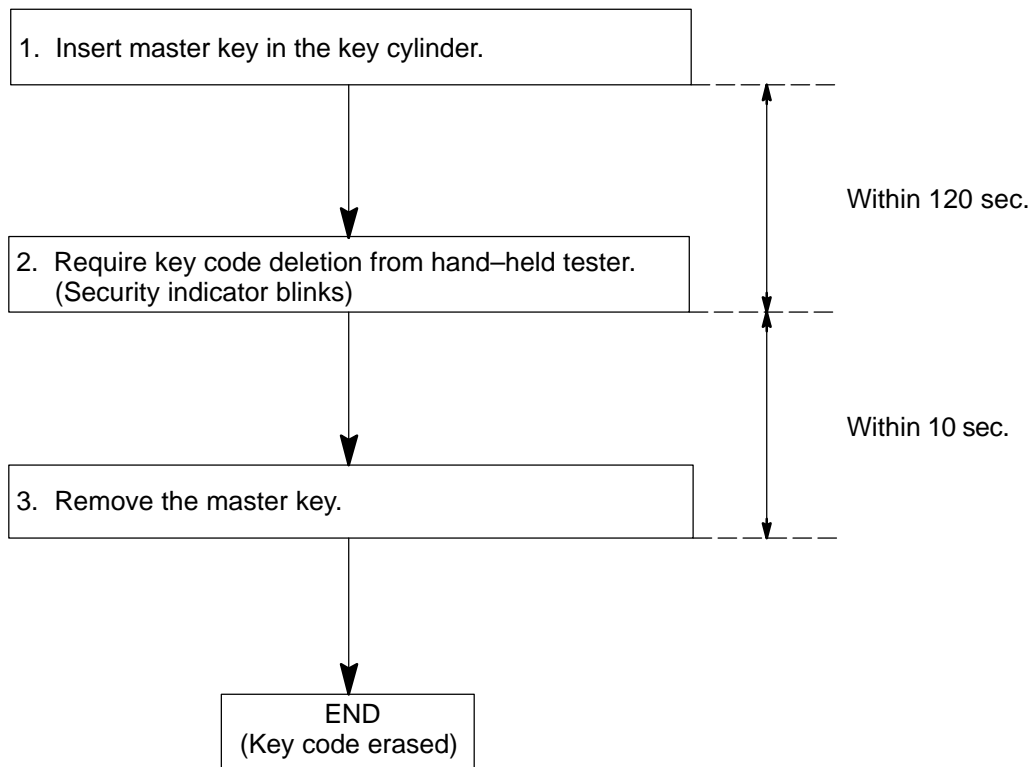 1. Insert master key in the key cylinder.
Within 120 sec.
2. Require key code deletion from hand–held tester.
(Security indicator blinks)
Within 10 sec.
3. Remove the master key.
END
(Key code erased)